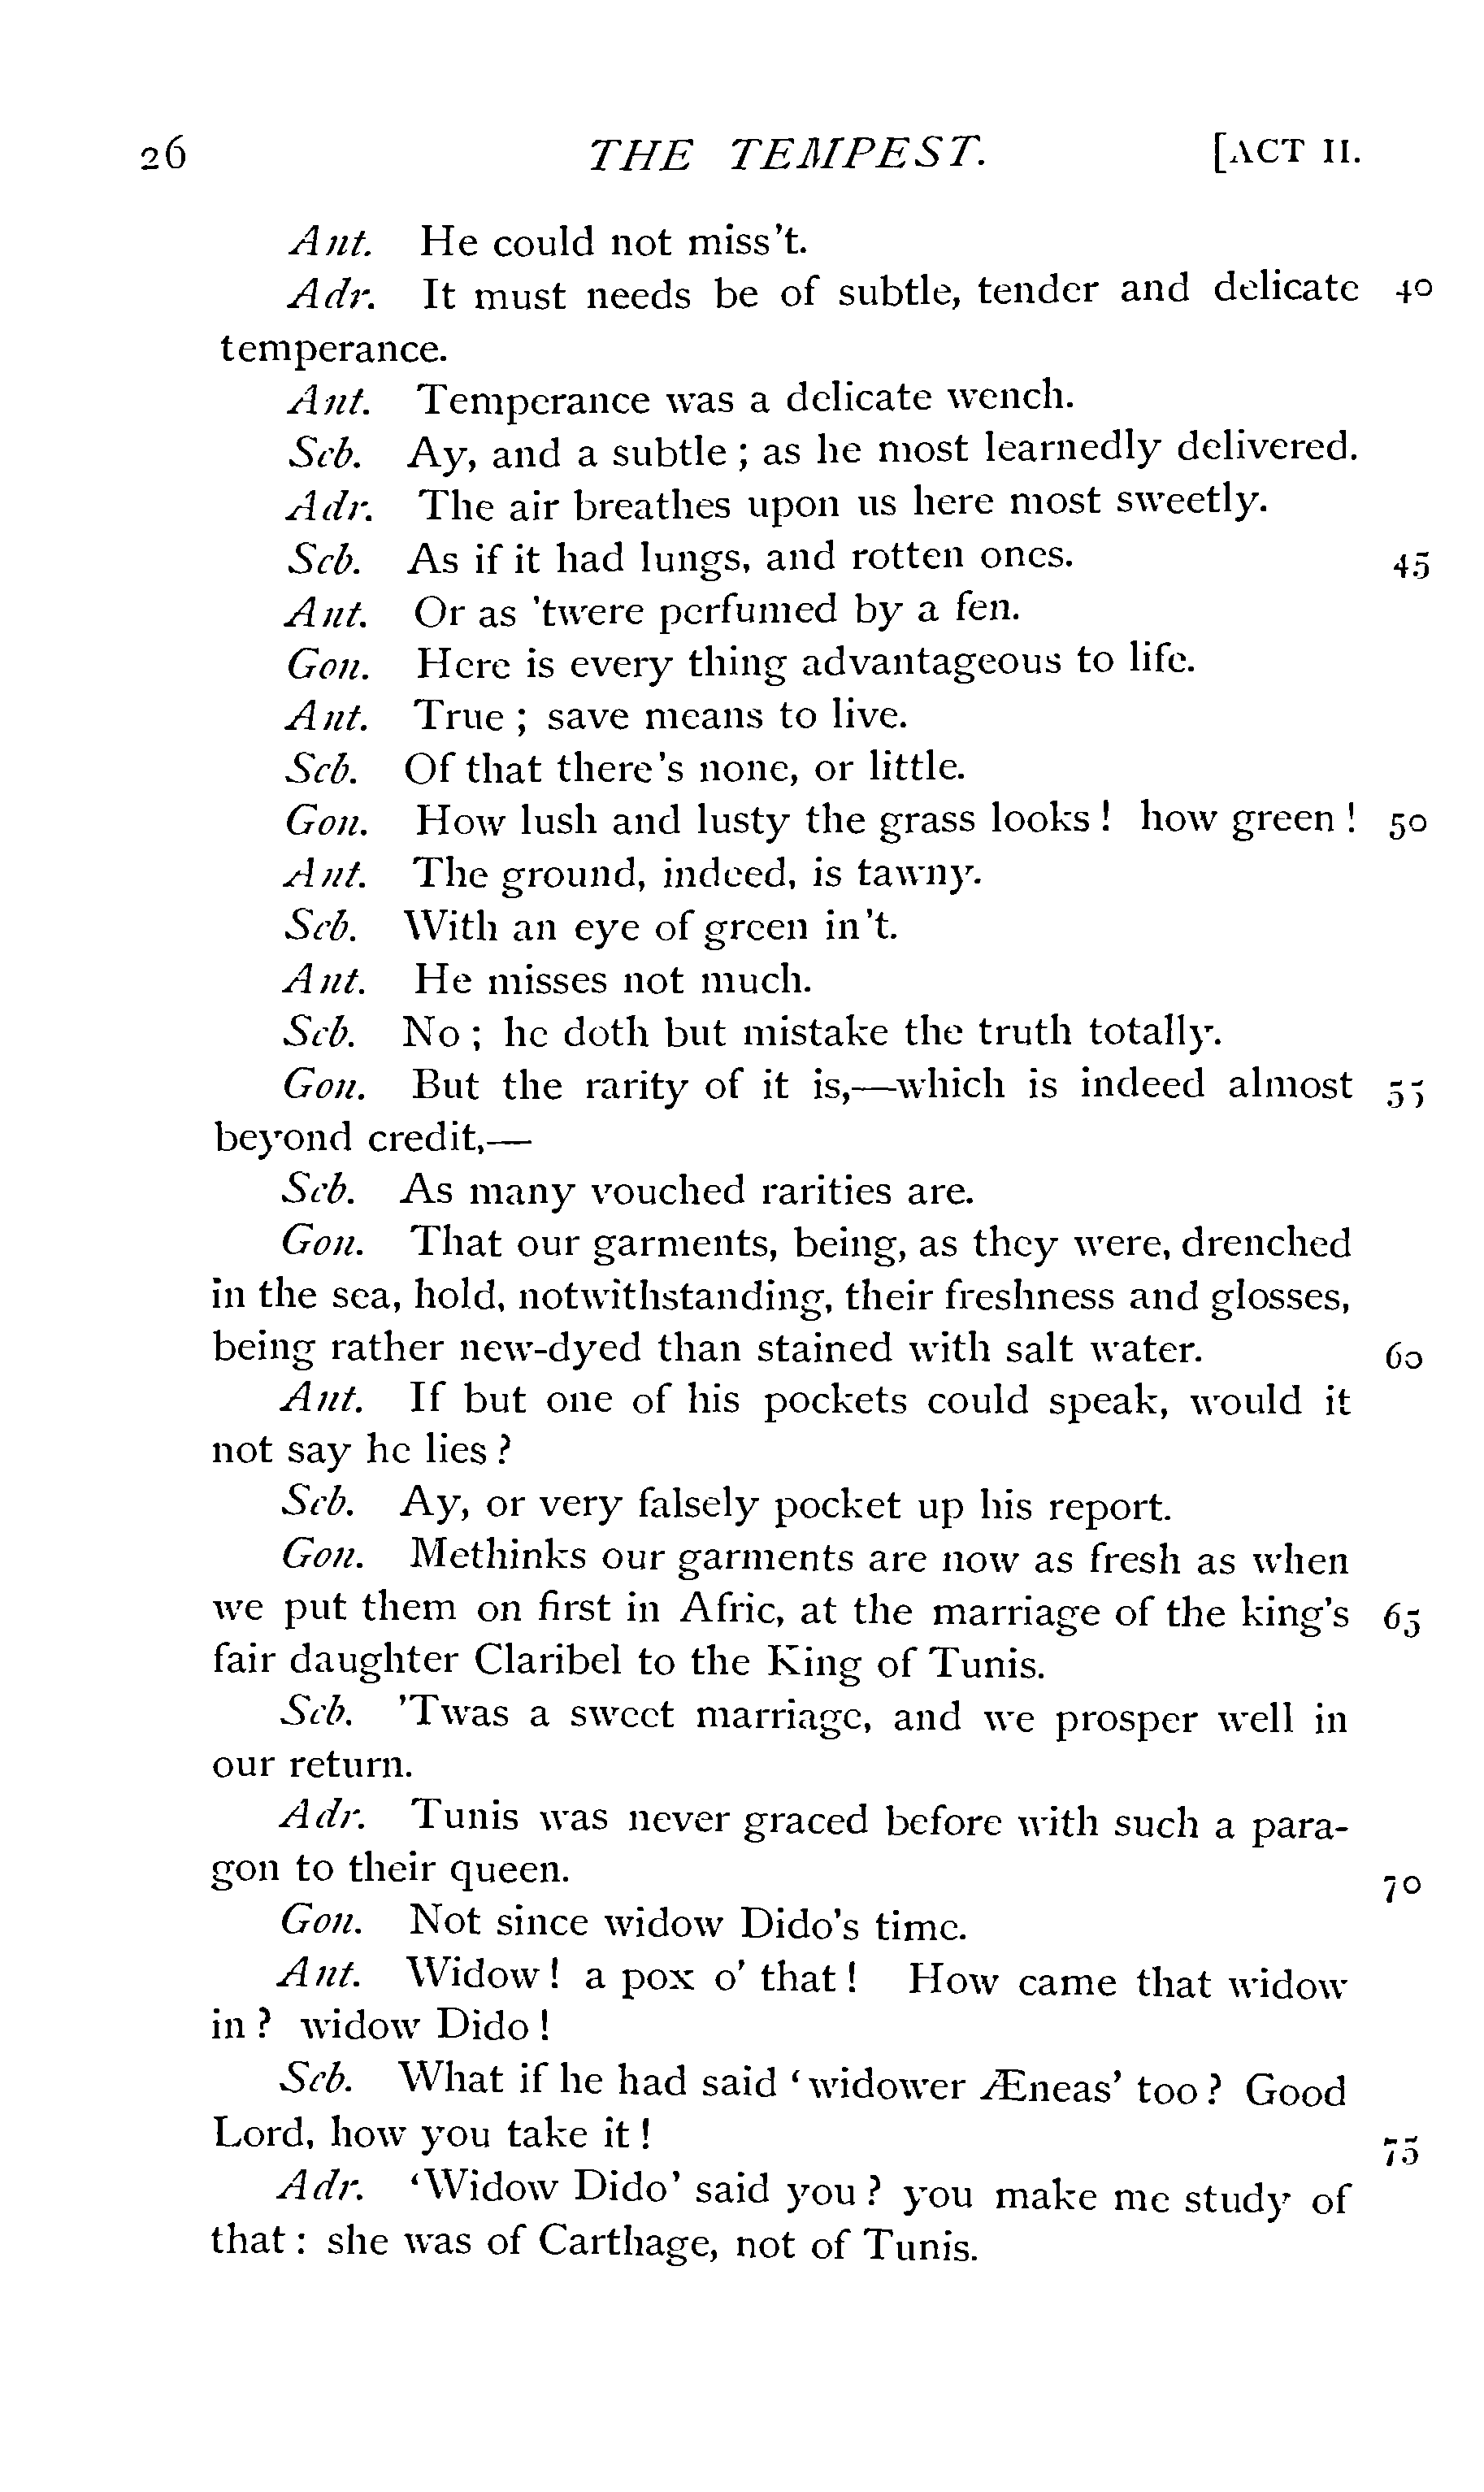 26 THE TEMPEST. [ACT II.
Ant. He could not miss't.
Adr. It must needs be of subtle, tender and delicate 40
temperance.
Ant. Temperance was a delicate wench.
Seb. Ay, and a subtle; as he most learnedly delivered.
Adr. The air breathes upon us here most sweetly.
Seb. As if it had lungs, and rotten ones. 45
Ant. Or as 'twere perfumed by a fen.
Gon. Here is every thing advantageous to life.
Ant. True; save means to live.
Seb. Of that there's none, or little.
Gon. How lush and lusty the grass looks! how green! 50
Ant. The ground, indeed, is tawny.
Seb. With an eye of green in't.
Ant. He misses not much.
Seb. No; he doth but mistake the truth totally.
Gon. But the rarity of it is,—which is indeed almost 55
beyond credit,—
Seb. As many vouched rarities are.
Gon. That our garments, being, as they were, drenched
in the sea, hold, notwithstanding, their freshness and glosses,
being rather new-dyed than stained with salt water. 60
Ant. If but one of his pockets could speak, would it
not say he lies?
Seb. Ay, or very falsely pocket up his report.
Gon. Methinks our garments are now as fresh as when
we put them on first in Afric, at the marriage of the king's 65
fair daughter Claribel to the King of Tunis.
Seb. 'Twas a sweet marriage, and we prosper well in
our return.
Adr. Tunis was never graced before with such a para-
gon to their queen. 70
Gon. Not since widow Dido's time.
Ant. Widow! a pox o' that! How came that widow
in? widow Dido!
Seb. What if he had said 'widower Æneas' too? Good
Lord, how you take it! 75
Adr. 'Widow Dido' said you? you make me study of
that: she was of Carthage, not of Tunis.